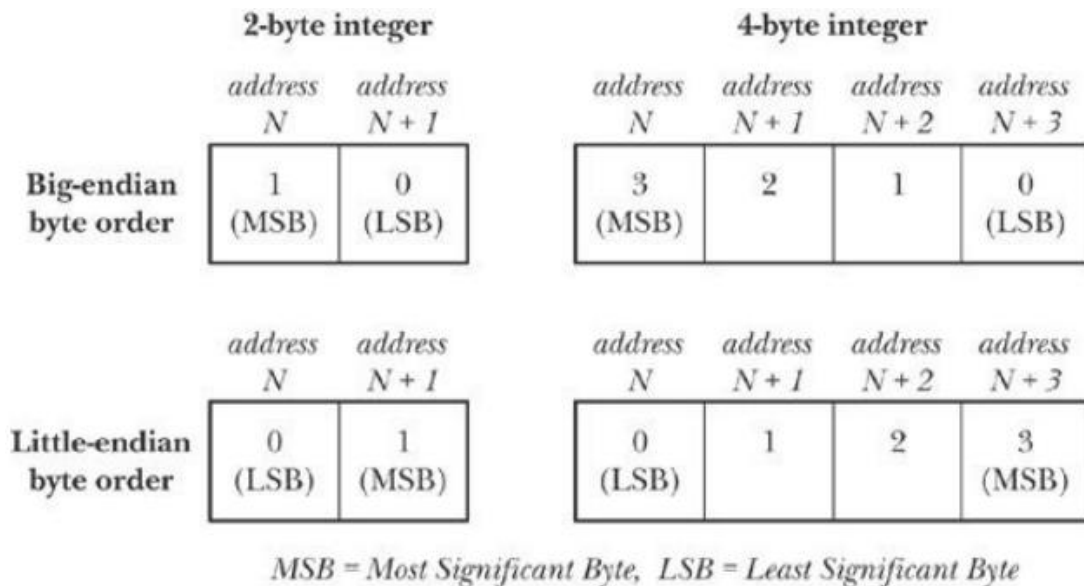 2-byte integer 4-byte integer
address address address address address address
N N + 1 N N + 1 N + 2 N + 3
Big-endian 1 0 3 2 1 0
byte order (MSB) (LSB) (MSB) (LSB)
address address address address address address
N N + 1 N N + 1 N + 2 N + 3
Little-endian 0 1 0 1 2 3
byte order (LSB) (MSB) (LSB) (MSB)
MSB = Most Significant Byte, LSB = Least Significant Byte